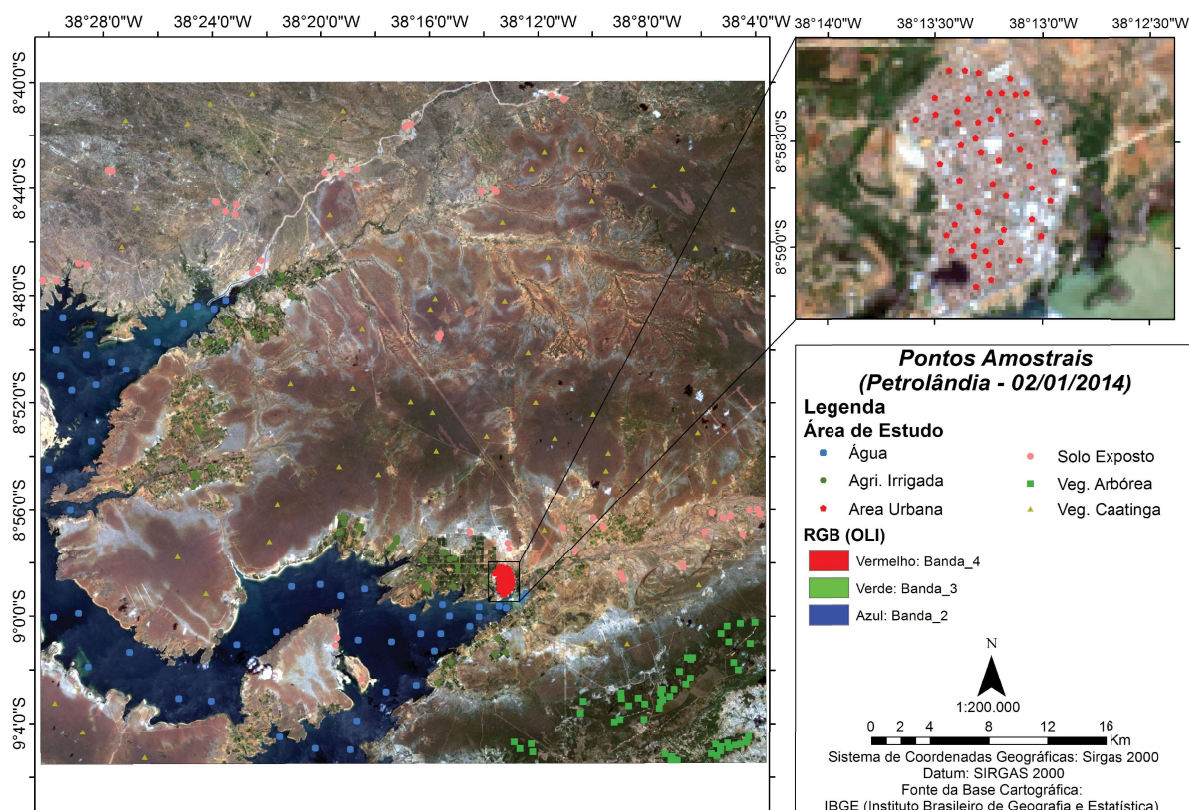 38°28'0"W 38°24'0"W 38°20'0"W 38°16'0"W 38°12'0"W 38°8'0"W 38°4'0"W
8°40'0"S
8°44'0"S
8°48'0"S
8°52'0"S
8°56'0"S
9°0'0"S
9°4'0"S
38°14'0"W 38°13'30"W 38°13'0"W 38°12'30"W
8°58'30"S
8°59'0"S
Pontos Amostrais
(Petrolândia - 02/01/2014)
Legenda
Área de Estudo
Água
Agri. Irrigada
Area Urbana
Solo Exposto
Veg. Arbórea
Veg. Caatinga
RGB (OLI)
Vermelho: Banda_4
Verde: Banda_3
Azul: Banda_2
N
1:200.000
0 2 4 8 12 16
Km
Sistema de Coordenadas Geográficas: Sirgas 2000
Datum: SIRGAS 2000
Fonte da Base Cartográfica:
IBGE (Instituto Brasileiro de Geografia e Estatística)